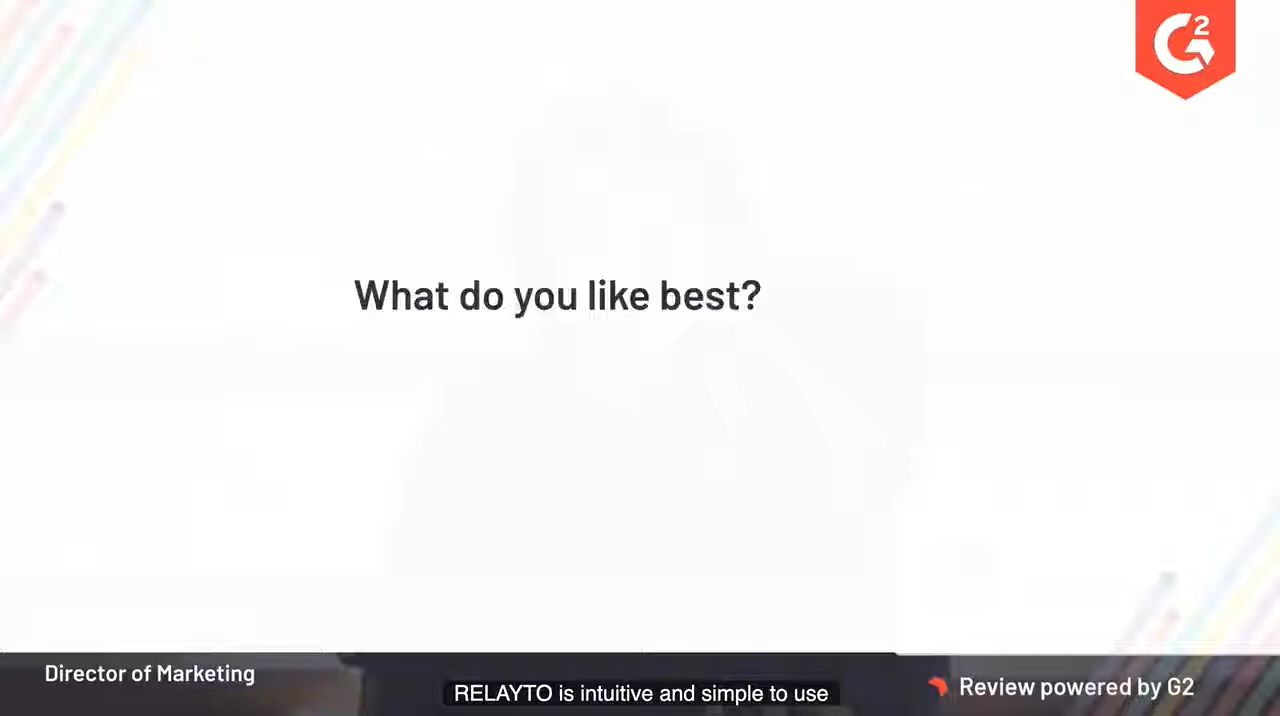 G2
What do you like best?
Director of Marketing
RELAYTO is intuitive and simple to use
Review powered by G2